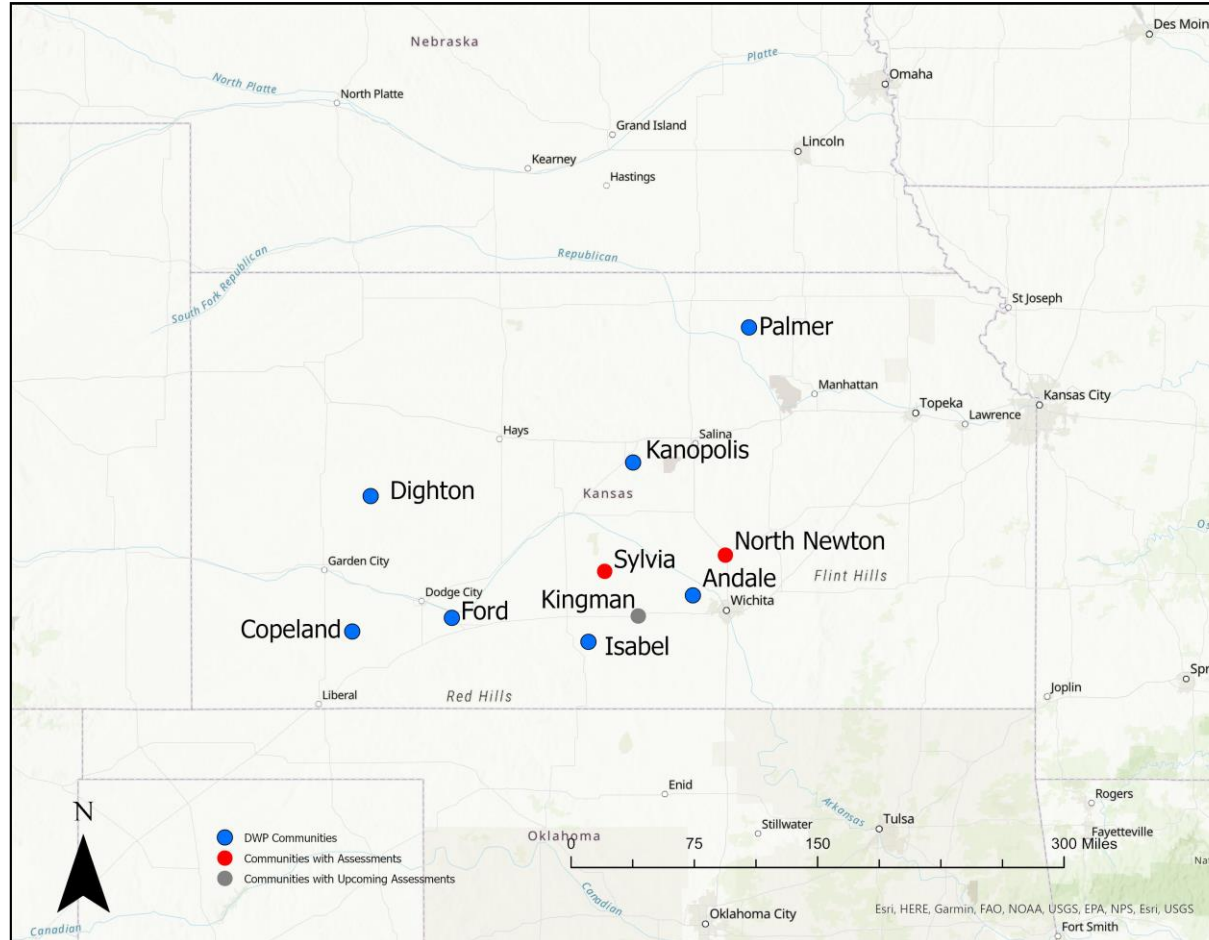 Des Moin
Nebraska
Platte
North Platte
Omaha
North Platte
Grand Island
Lincoln
Kearney
Hastings
Republican
South Fork Republican
St Joseph
Palmer
Manhattan
Kansas City
Topeka
Lawrence
Hays
Salina
Kanopolis
Kansas
Dighton
Os
North Newton
Sylvia
Garden City
Flint Hills
Andale
Dodge City
Kingman
Wichita
Ford
Copeland
Isabel
Spr
Liberal
Red Hills
Joplin
Enid
Rogers
N
Arkansas
Stillwater
Tulsa
Fayetteville
Oklahoma
DWP Communities
Communities with Assessments
Communities with Upcoming Assessments
0 75 150 300 Miles
Nat
Canadian
Oklahoma City
Esri, HERE, Garmin, FAO, NOAA, USGS, EPA, NPS, Esri, USGS
Canadian
Fort Smith